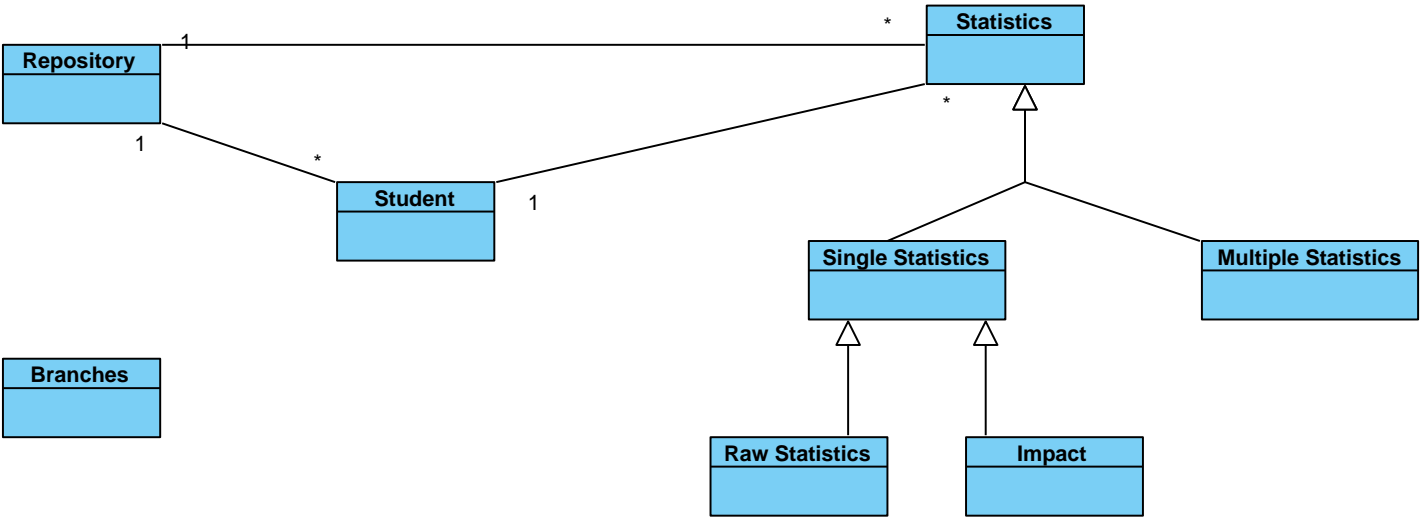 Statistics
*
1
Repository
*
1
*
Student
1
Single Statistics
Multiple Statistics
Branches
Raw Statistics
Impact